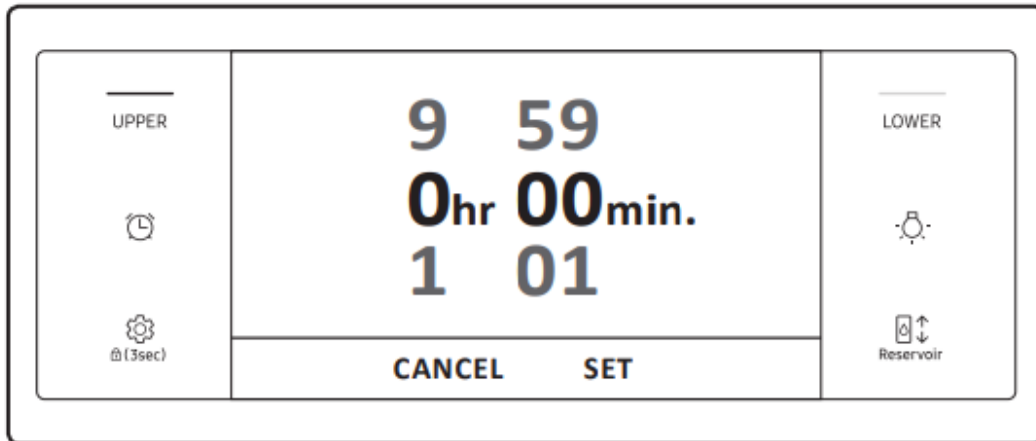 UPPER
(3sec)
9 59
0hr 00min.
1 01
CANCEL SET
LOWER
Reservoir